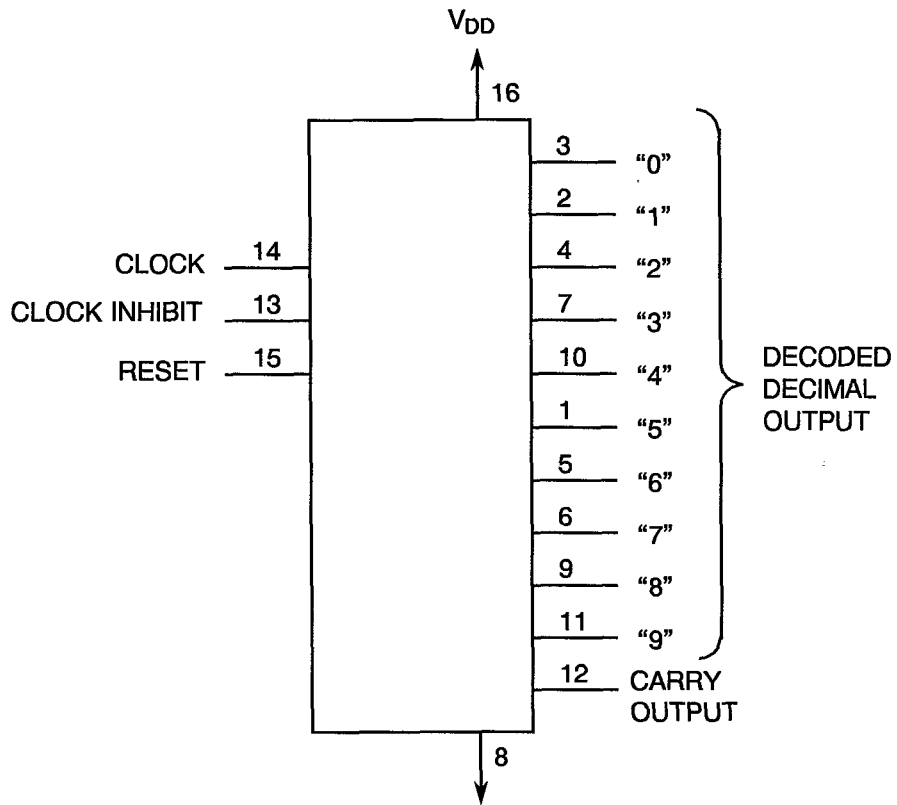 VDD
16
3 “0”
2 “1”
14
CLOCK
4 “2”
13
CLOCK INHIBIT
7 “3”
15
RESET
10 “4”
1 “5”
5 “6”
6 “7”
9 “8”
11 “9”
DECODED
DECIMAL
OUTPUT
12 CARRY
OUTPUT
8